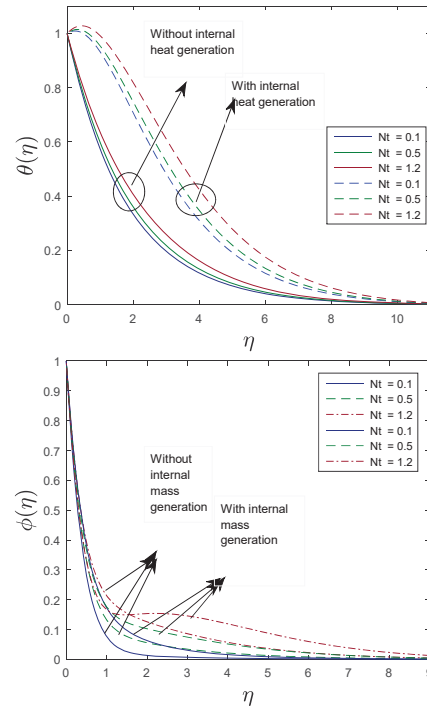 Without internal
heat generation
With internal
heat generation
Nt = 0.1
Nt = 0.5
Nt = 1.2
Nt = 0.1
Nt = 0.5
Nt = 1.2
1
0.8
0.6
0.4
0.2
0
θ(η)
0 2 4 6 8 10
η
Nt = 0.1
Nt = 0.5
Nt = 1.2
Nt = 0.1
Nt = 0.5
Nt = 1.2
Without
internal
mass
generation
With internal
mass
generation
1
0.9
0.8
0.7
0.6
0.5
0.4
0.3
0.2
0.1
0
ϕ(η)
0 1 2 3 4 5 6 7 8 9
η